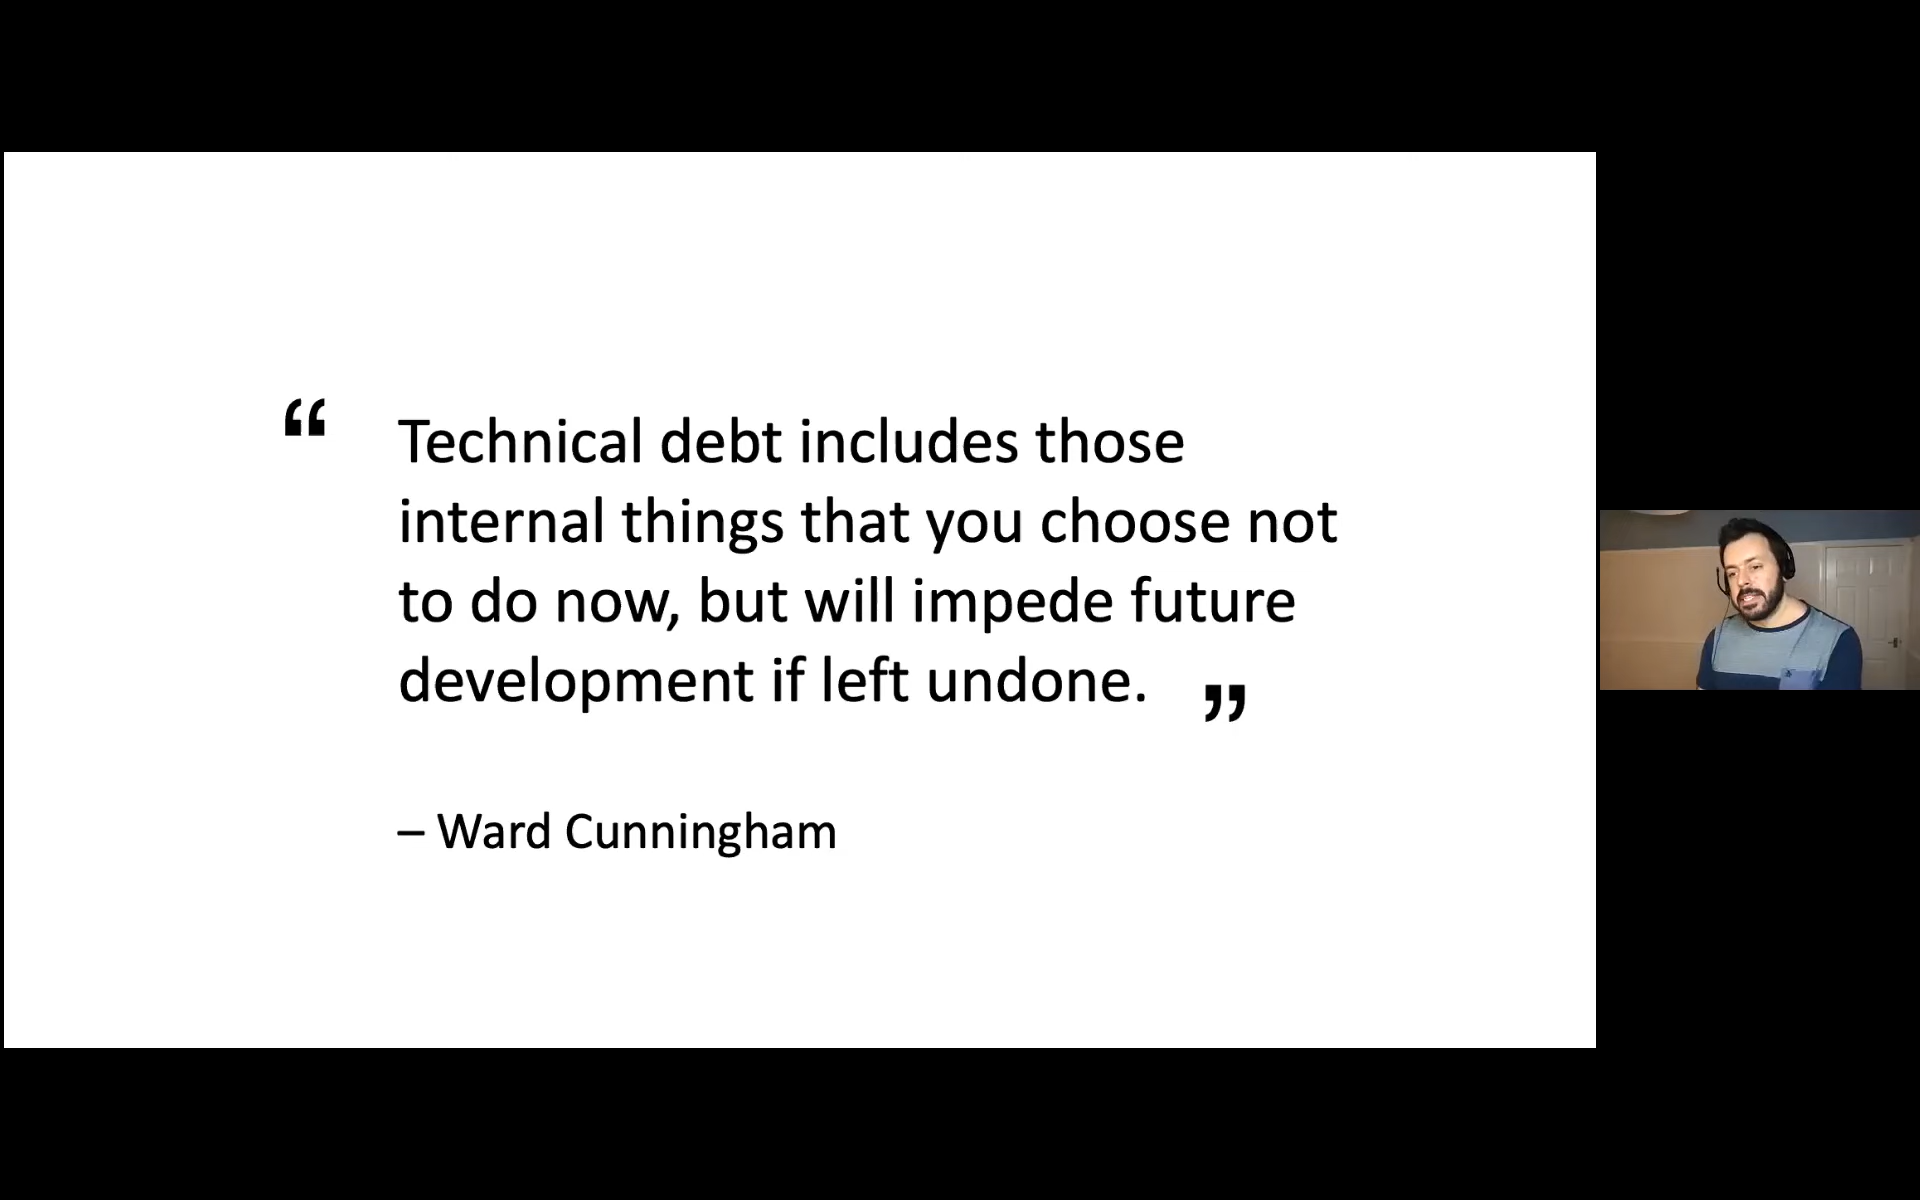 “ Technical debt includes those
internal things that you choose not
to do now, but will impede future
development if left undone. ”
– Ward Cunningham